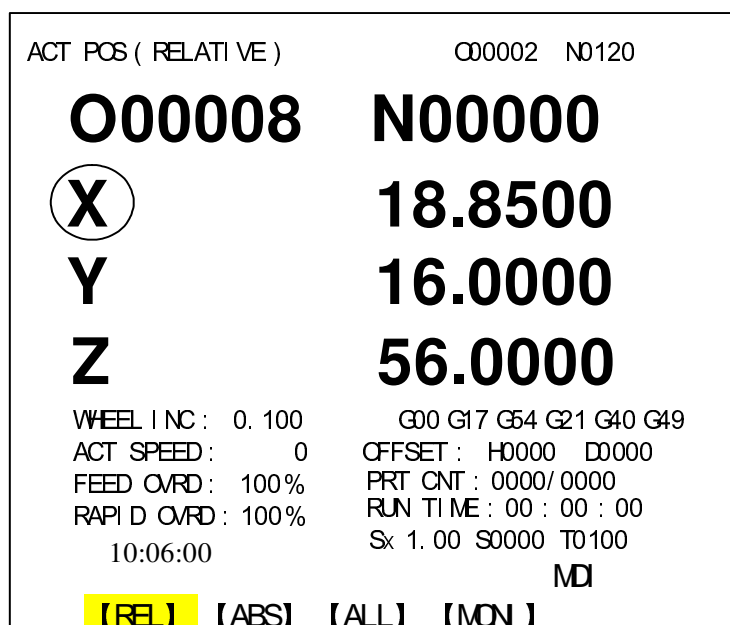 ACT POS ( RELATIVE ) O00002 N0120
O00008 N00000
X 18.8500
Y 16.0000
Z 56.0000
WHEEL INC : 0. 100 G00 G17 G54 G21 G40 G49
ACT SPEED : 0 OFFSET : H0000 D0000
FEED OVRD : 100% PRT CNT : 0000/ 0000
RAPID OVRD : 100% RUN TIME : 00 : 00 : 00
10:06:00 Sx 1. 00 S0000 T0100
MDI
【REL】 【ABS】 【ALL】 【MONI】